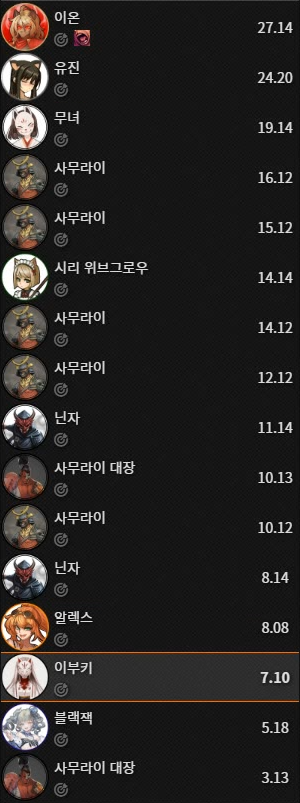 이온
27.14
유진
24.20
무녀
19.14
사무라이
16.12
사무라이
15.12
시리 위브그로우
14.14
사무라이
14.12
사무라이
12.12
닌자
11.14
사무라이 대장
10.13
사무라이
10.12
닌자
8.14
알렉스
8.08
이부키
7.10
블랙잭
5.18
사무라이 대장
3.13